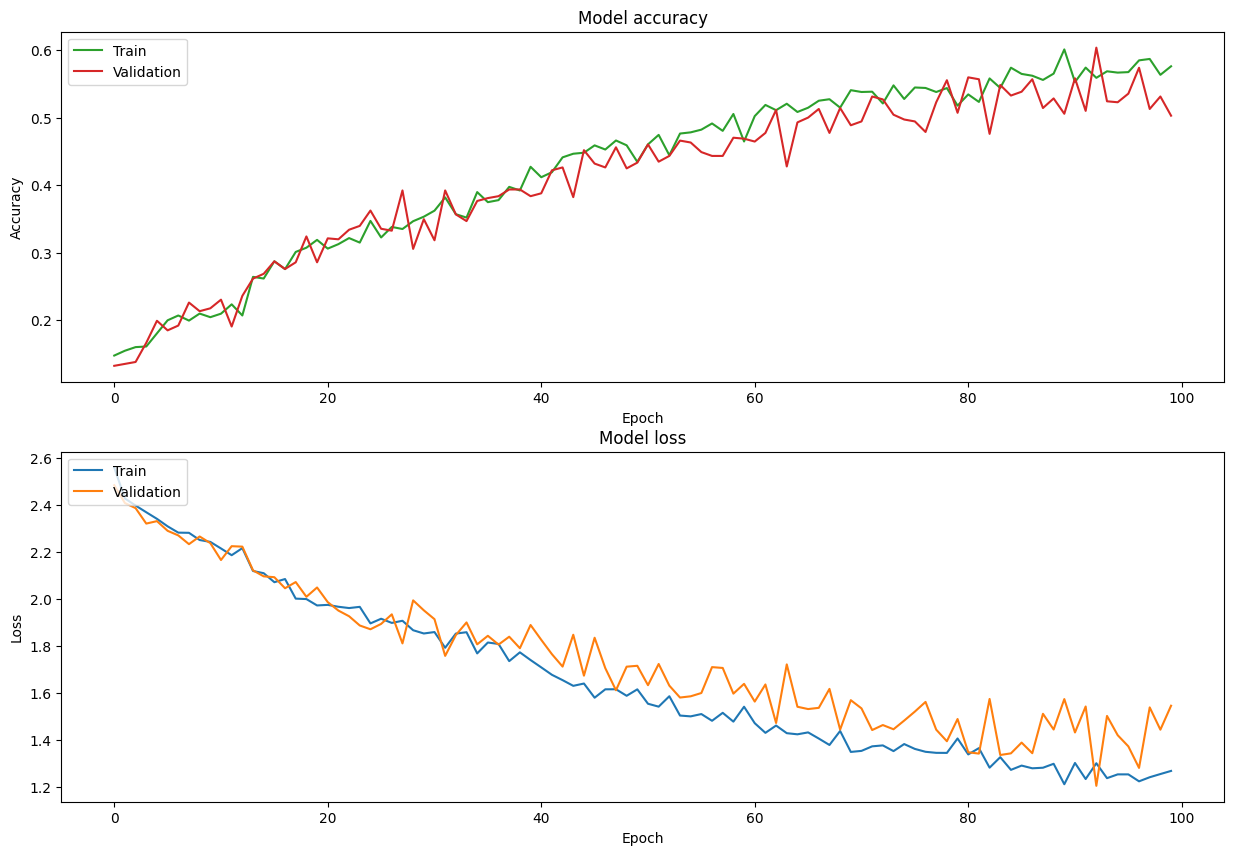 Model accuracy
Train
Validation
0.6
0.5
0.4
0.3
0.2
Accuracy
0 20 40 60 80 100
Epoch
Model loss
Train
Validation
2.6
2.4
2.2
2.0
1.8
1.6
1.4
1.2
Loss
0 20 40 60 80 100
Epoch